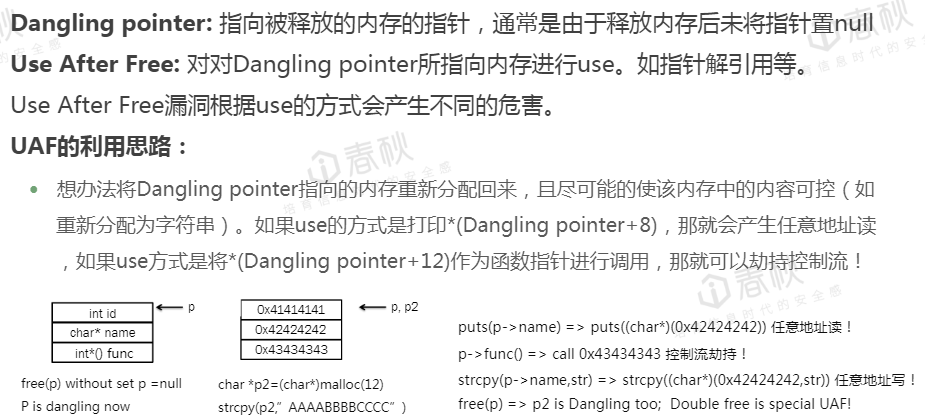 Dangling pointer: 指向被释放的内存的指针，通常是由于释放内存后未将指针置null
Use After Free: 对对Dangling pointer所指向内存进行use。如指针解引用等。
Use After Free漏洞根据use的方式会产生不同的危害。
UAF的利用思路：
• 想办法将Dangling pointer指向的内存重新分配回来，且尽可能的使该内存中的内容可控（如
重新分配为字符串）。如果use的方式是打印*(Dangling pointer+8)，那就会产生任意地址读
，如果use方式是将*(Dangling pointer+12)作为函数指针进行调用，那就可以劫持控制流！
int id
char* name
int*() func
p
free(p) without set p =null
P is dangling now
0x41414141
0x42424242
0x43434343
p, p2
char *p2=(char*)malloc(12)
strcpy(p2,”AAAABBBBCCCC”)
puts(p->name) => puts((char*)(0x42424242)) 任意地址读！
p->func() => call 0x43434343 控制流劫持！
strcpy(p->name,str) => strcpy((char*)(0x42424242,str)) 任意地址写！
free(p) => p2 is Dangling too; Double free is special UAF!
i春秋
培育信息时代的安全感